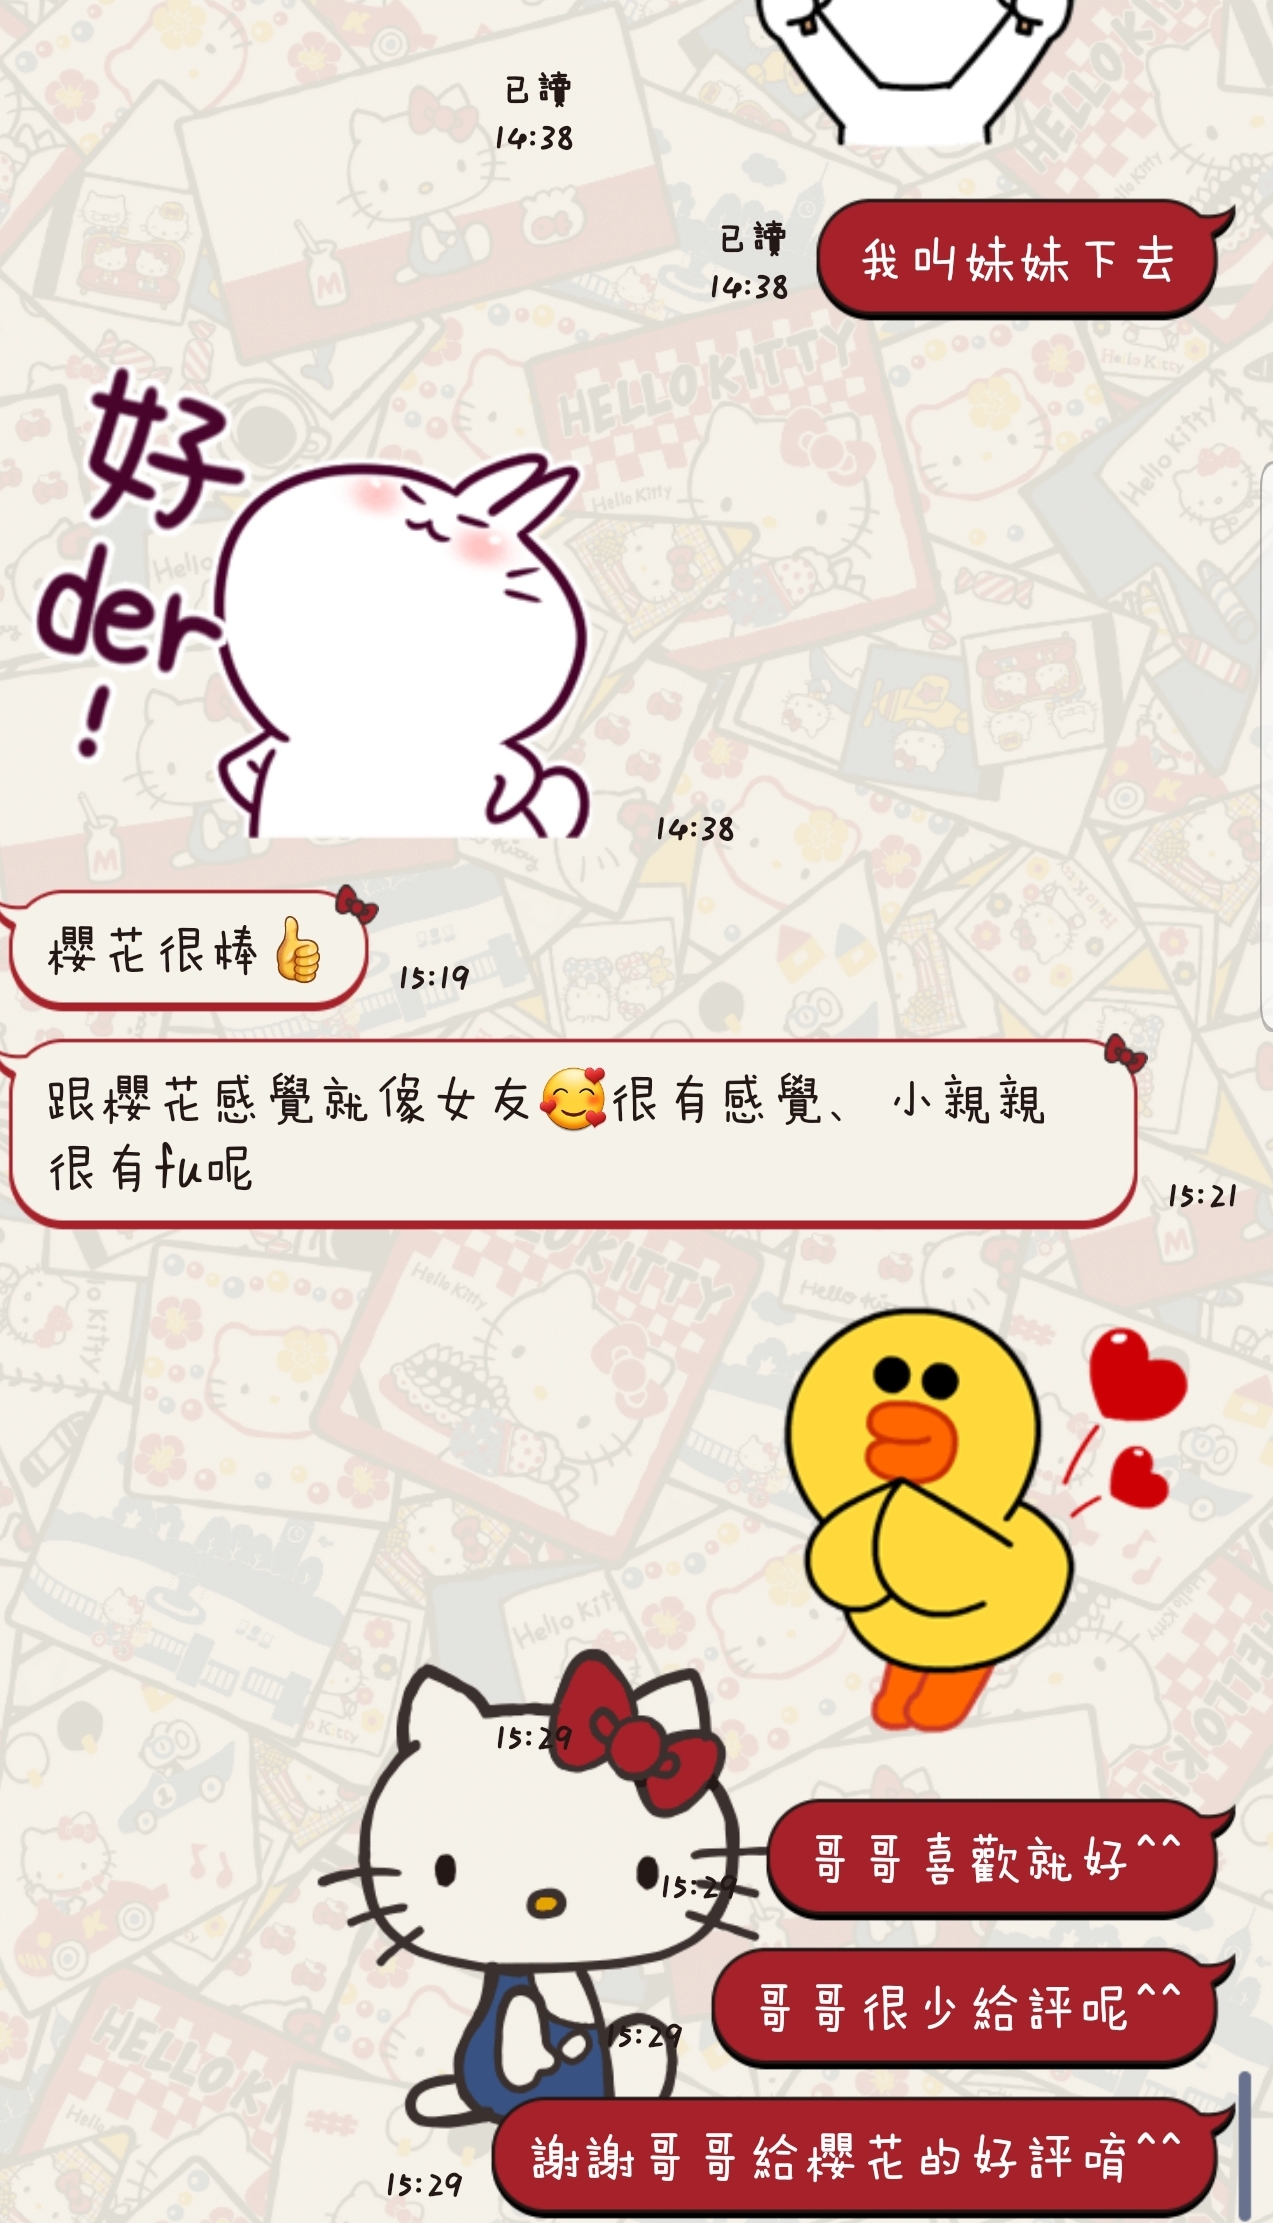 已讀
14:38
已讀
14:38
我叫妹妹下去
好
der
!
14:38
櫻花很棒👍
15:19
跟櫻花感覺就像女友🥰很有感覺、 小親親
很有fu呢
15:21
15:29
哥哥喜歡就好^^
15:29
哥哥很少給評呢^^
15:29
謝謝哥哥給櫻花的好評唷^^
15:29
HELLO KITTY
Hello Kitty